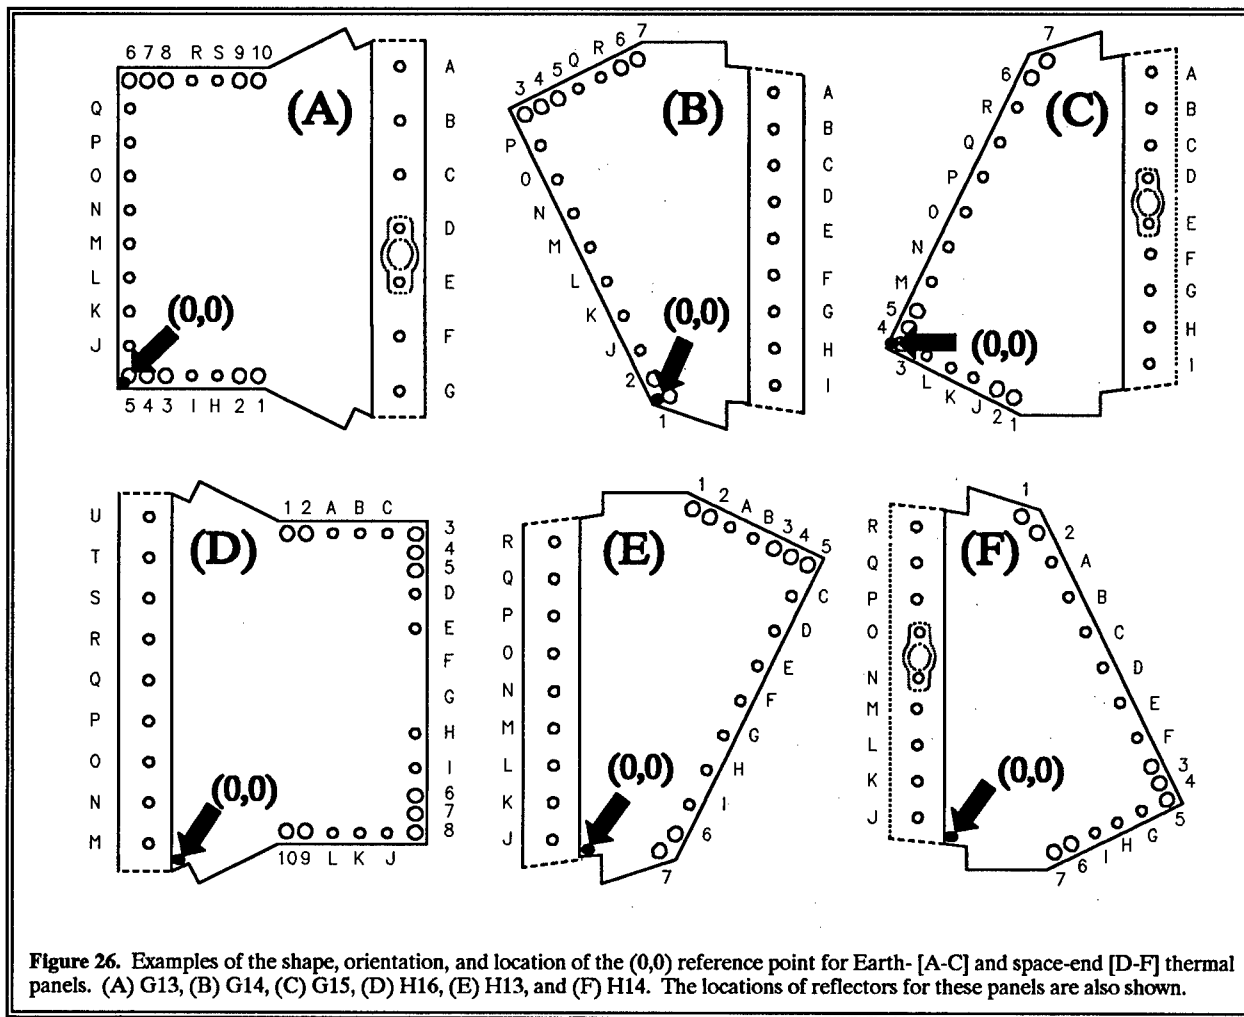 6 7 8 R S 9 10
(A)
A
B
C
D
E
F
G
Q
P
O
N
M
L
K
J
(0,0)
5 4 3 I H 2 1
3 4 5 Q R 6 7
(B)
A
B
C
D
E
F
G
H
I
P
O
N
M
L
K
J
2
1
(0,0)
7
6
R
Q
P
O
N
M
5
4
3
L
K
J
2
1
(C)
A
B
C
D
E
F
G
H
I
(0,0)
U
T
S
R
Q
P
O
N
M
(D)
1 2 A B C
3
4
5
D
E
F
G
H
I
6
7
8
(0,0)
10 9 L K J
R
Q
P
O
N
M
L
K
J
(E)
1 2 A B 3 4 5
C
D
E
F
G
H
I
6
7
(0,0)
R
Q
P
O
N
M
L
K
J
(F)
1
2
A
B
C
D
E
F
3
4
5
G
H
I
6
7
(0,0)
Figure 26. Examples of the shape, orientation, and location of the (0,0) reference point for Earth- [A-C] and space-end [D-F] thermal
panels. (A) G13, (B) G14, (C) G15, (D) H16, (E) H13, and (F) H14. The locations of reflectors for these panels are also shown.